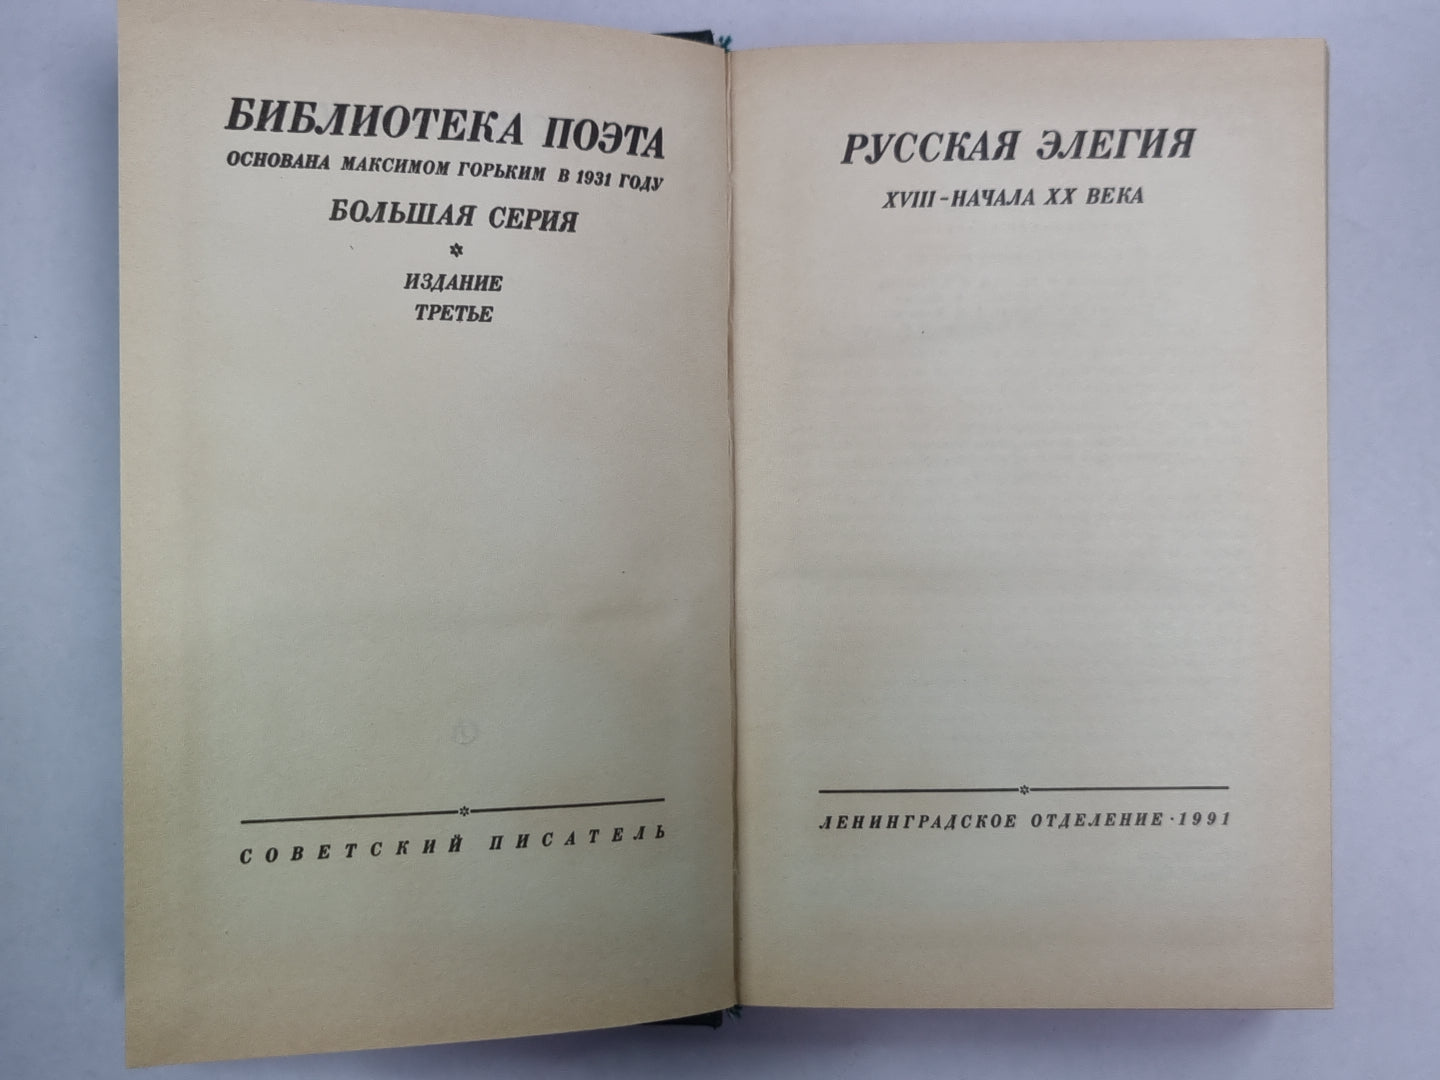 БИБЛИОТЕКА ПОЭТА
ОСНОВАНА МАКСИМОМ ГОРЬКИМ В 1931 ГОДУ
БОЛЬШАЯ СЕРИЯ
ИЗДАНИЕ
ТРЕТЬЕ
СОВЕТСКИЙ ПИСАТЕЛЬ
РУССКАЯ ЭЛЕГИЯ
XVIII-НАЧАЛА XX ВЕКА
ЛЕНИНГРАДСКОЕ ОТДЕЛЕНИЕ·1991